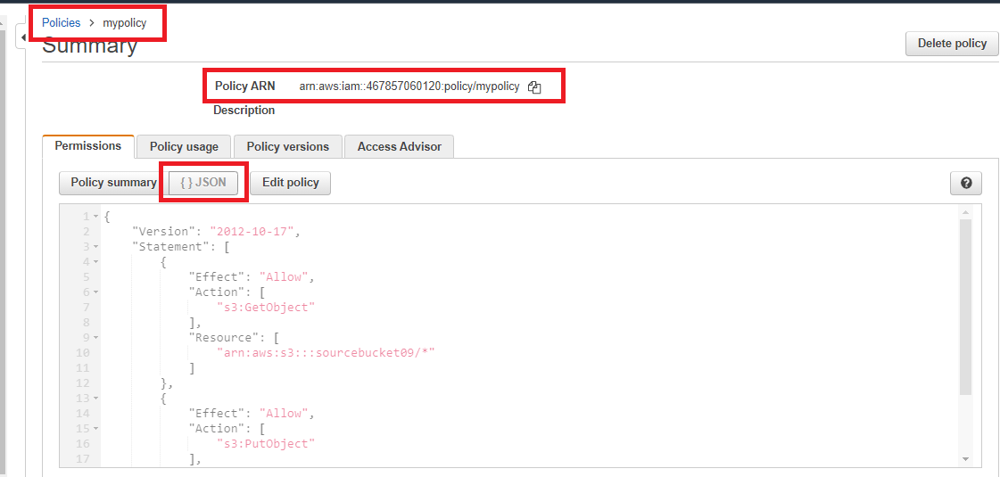 Policies > mypolicy
Summary
Delete policy
Policy ARN arn:aws:iam::467857060120:policy/mypolicy
Description
Permissions Policy usage Policy versions Access Advisor
Policy summary { } JSON Edit policy ?
1 {
2 "Version": "2012-10-17",
3 "Statement": [
4 {
5 "Effect": "Allow",
6 "Action": [
7 "s3:GetObject"
8 ],
9 "Resource": [
10 "arn:aws:s3:::sourcebucket09/*"
11 ]
12 },
13 {
14 "Effect": "Allow",
15 "Action": [
16 "s3:PutObject"
17 ],